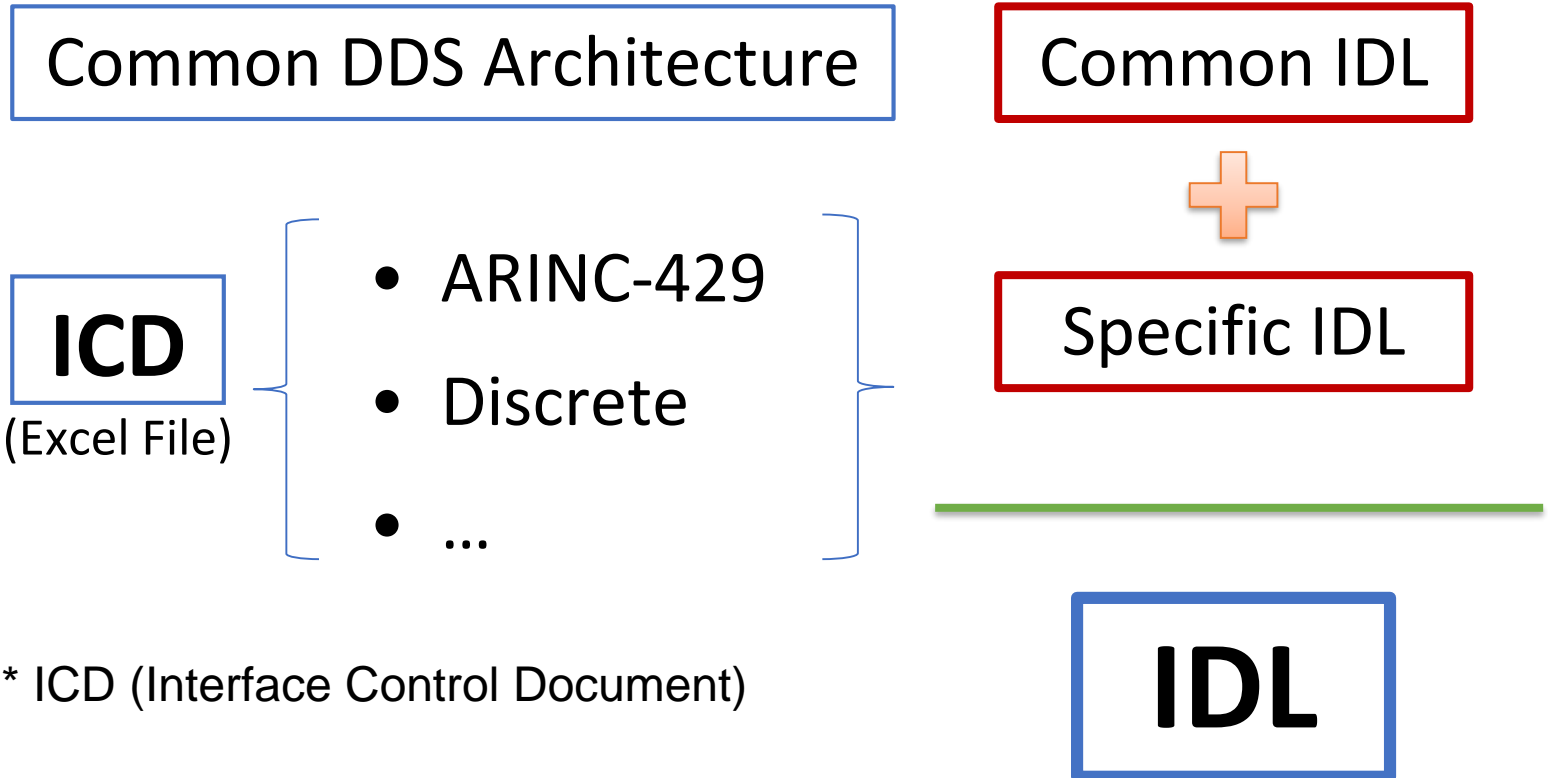 Common DDS Architecture
Common IDL
ICD
(Excel File)
• ARINC-429
• Discrete
• ...
Specific IDL
* ICD (Interface Control Document)
IDL